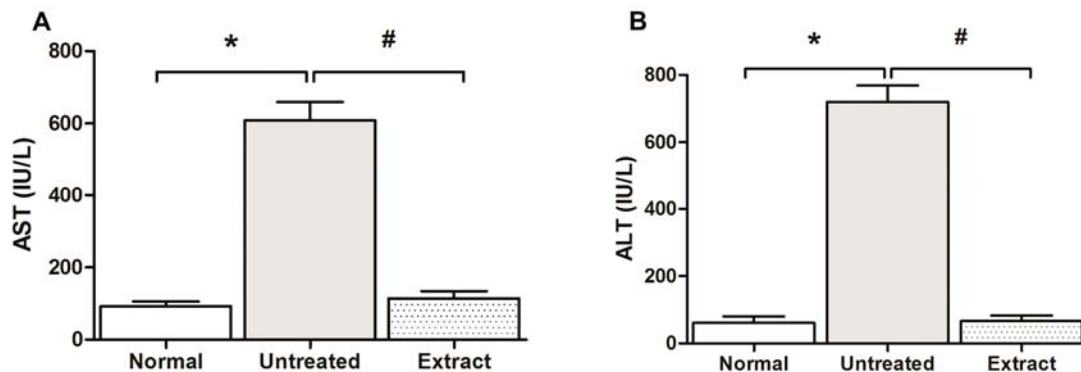 A
* #
AST (IU/L)
800
600
400
200
0
Normal Untreated Extract
B
* #
ALT (IU/L)
800
600
400
200
0
Normal Untreated Extract